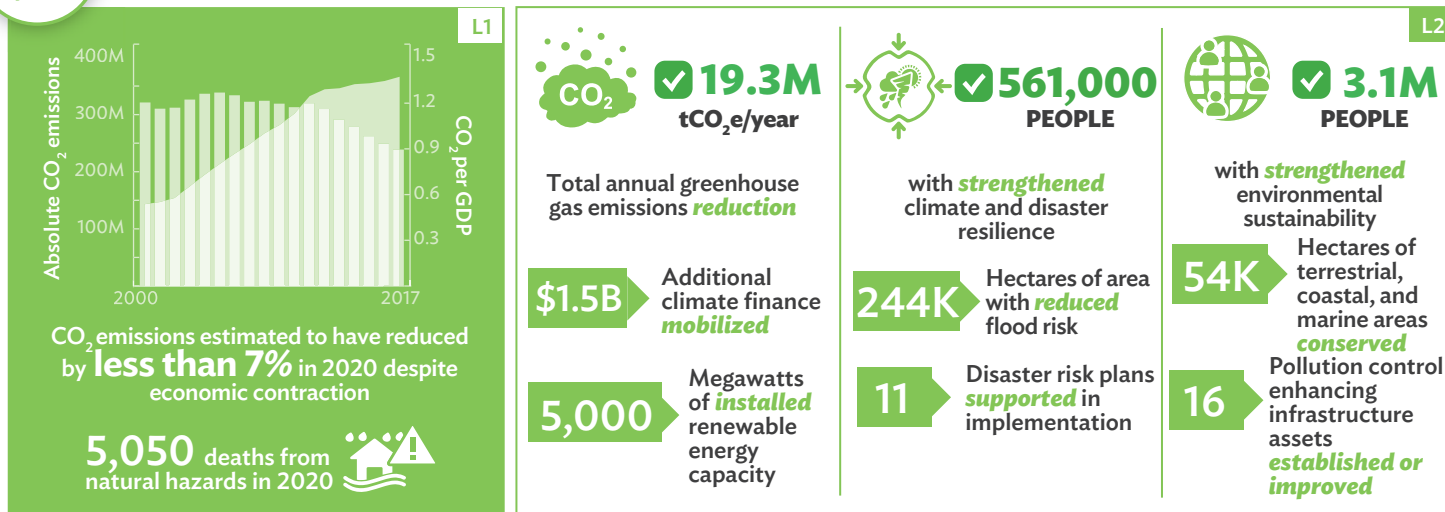 L1
Absolute CO2 emissions
400M
300M
200M
100M
1.5
1.2
0.9
0.6
0.3
CO2 per GDP
2000
2017
CO2 emissions estimated to have reduced
by less than 7% in 2020 despite
economic contraction
5,050 deaths from
natural hazards in 2020
L2
CO2
19.3M
tCO2e/year
Total annual greenhouse
gas emissions reduction
$1.5B
Additional
climate finance
mobilized
5,000
Megawatts
of installed
renewable
energy
capacity
561,000
PEOPLE
with strengthened
climate and disaster
resilience
244K
Hectares of area
with reduced
flood risk
11
Disaster risk plans
supported in
implementation
3.1M
PEOPLE
with strengthened
environmental
sustainability
54K
Hectares of
terrestrial,
coastal, and
marine areas
conserved
16
Pollution control
enhancing
infrastructure
assets
established or
improved